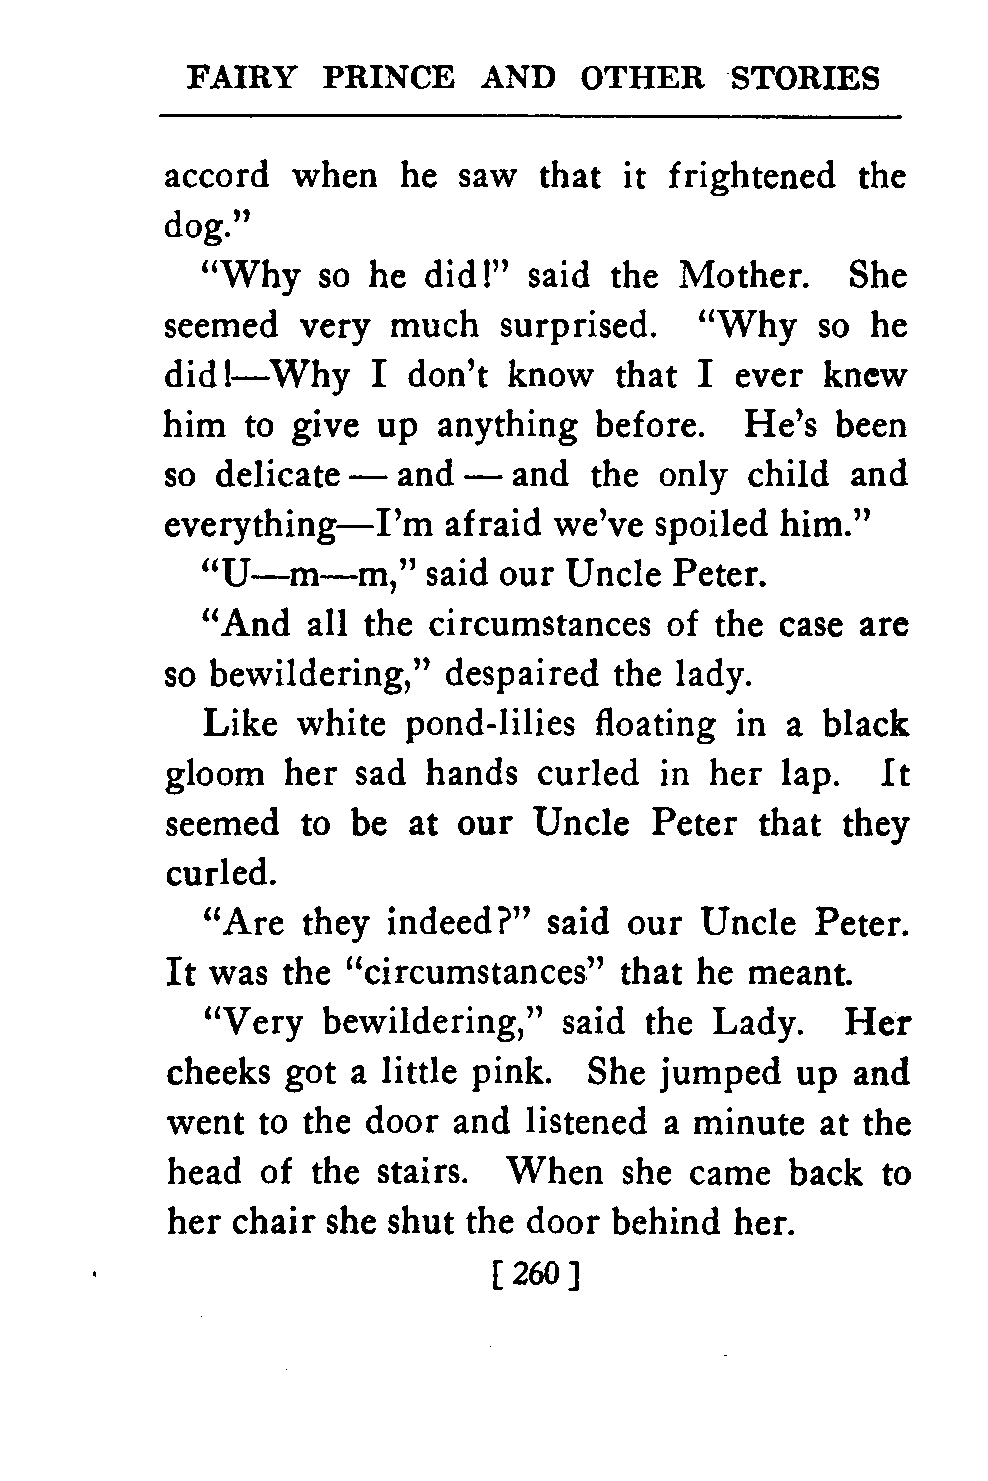 FAIRY PRINCE AND OTHER STORIES
accord when he saw that it frightened the
dog.”
“Why so he did!” said the Mother. She
seemed very much surprised. “Why so he
did!—Why I don’t know that I ever knew
him to give up anything before. He’s been
so delicate — and — and the only child and
everything—I’m afraid we’ve spoiled him.”
“U—m—m,” said our Uncle Peter.
“And all the circumstances of the case are
so bewildering,” despaired the lady.
Like white pond-lilies floating in a black
gloom her sad hands curled in her lap. It
seemed to be at our Uncle Peter that they
curled.
“Are they indeed?” said our Uncle Peter.
It was the “circumstances” that he meant.
“Very bewildering,” said the Lady. Her
cheeks got a little pink. She jumped up and
went to the door and listened a minute at the
head of the stairs. When she came back to
her chair she shut the door behind her.
[ 260 ]